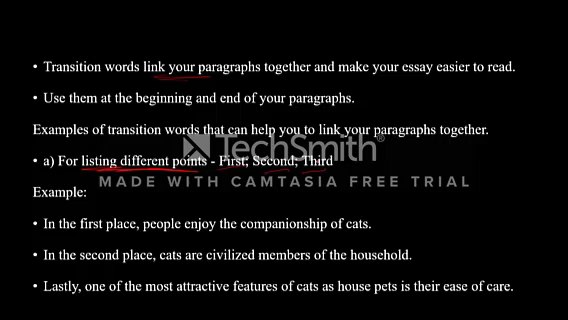 • Transition words link your paragraphs together and make your essay easier to read.
• Use them at the beginning and end of your paragraphs.
Examples of transition words that can help you to link your paragraphs together.
TechSmith®
• a) For listing different points - First; Second; Third
MADE WITH CAMTASIA FREE TRIAL
Example:
• In the first place, people enjoy the companionship of cats.
• In the second place, cats are civilized members of the household.
• Lastly, one of the most attractive features of cats as house pets is their ease of care.